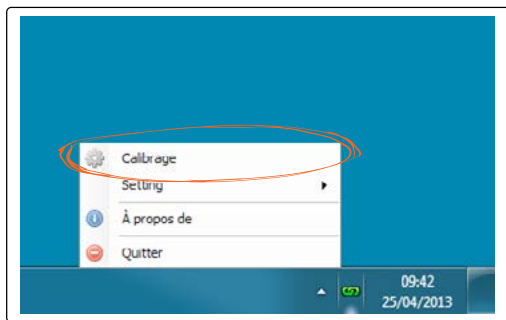 Calibrage
Setting
À propos de
Quitter
09:42
25/04/2013